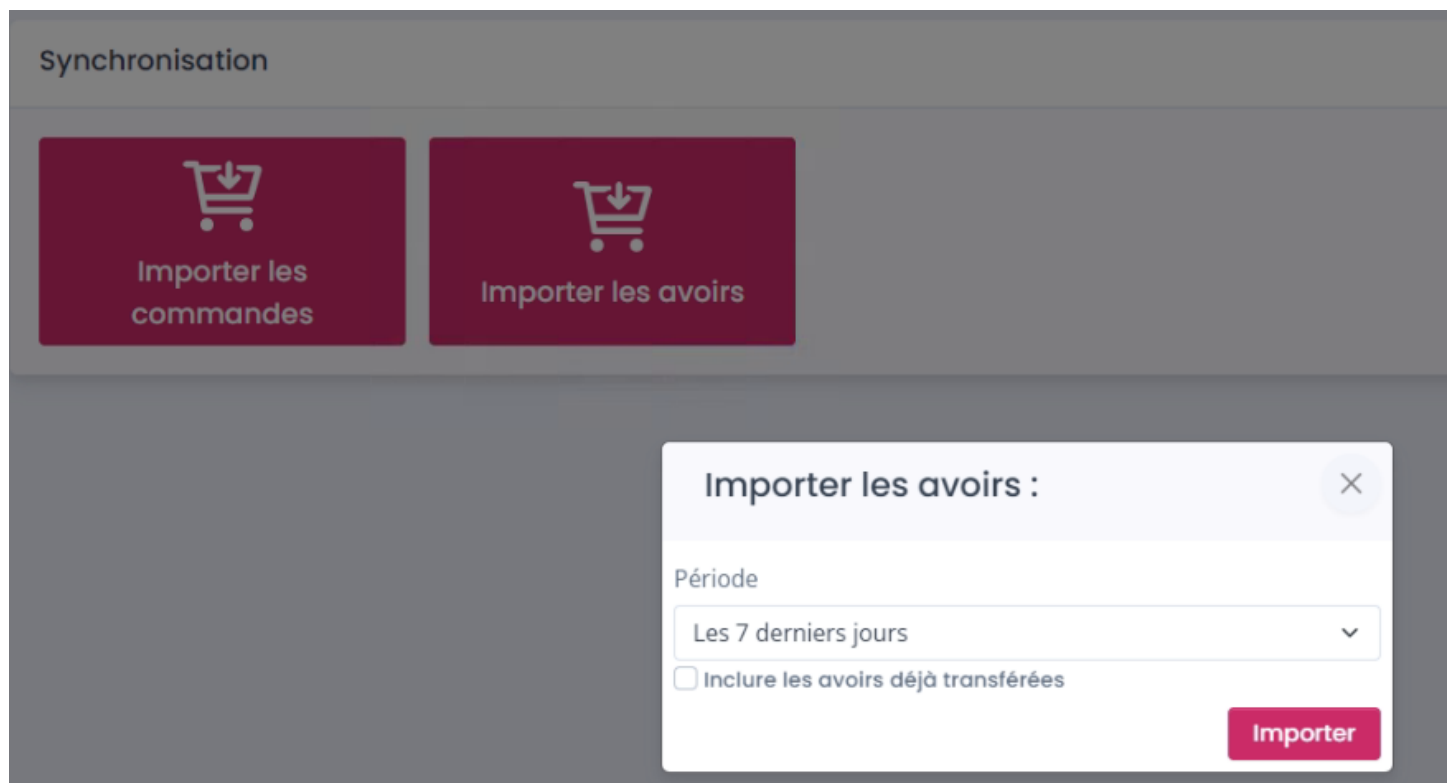 Synchronisation
Importer les
commandes
Importer les avoirs
Importer les avoirs :
Période
Les 7 derniers jours
Inclure les avoirs déjà transférées
Importer